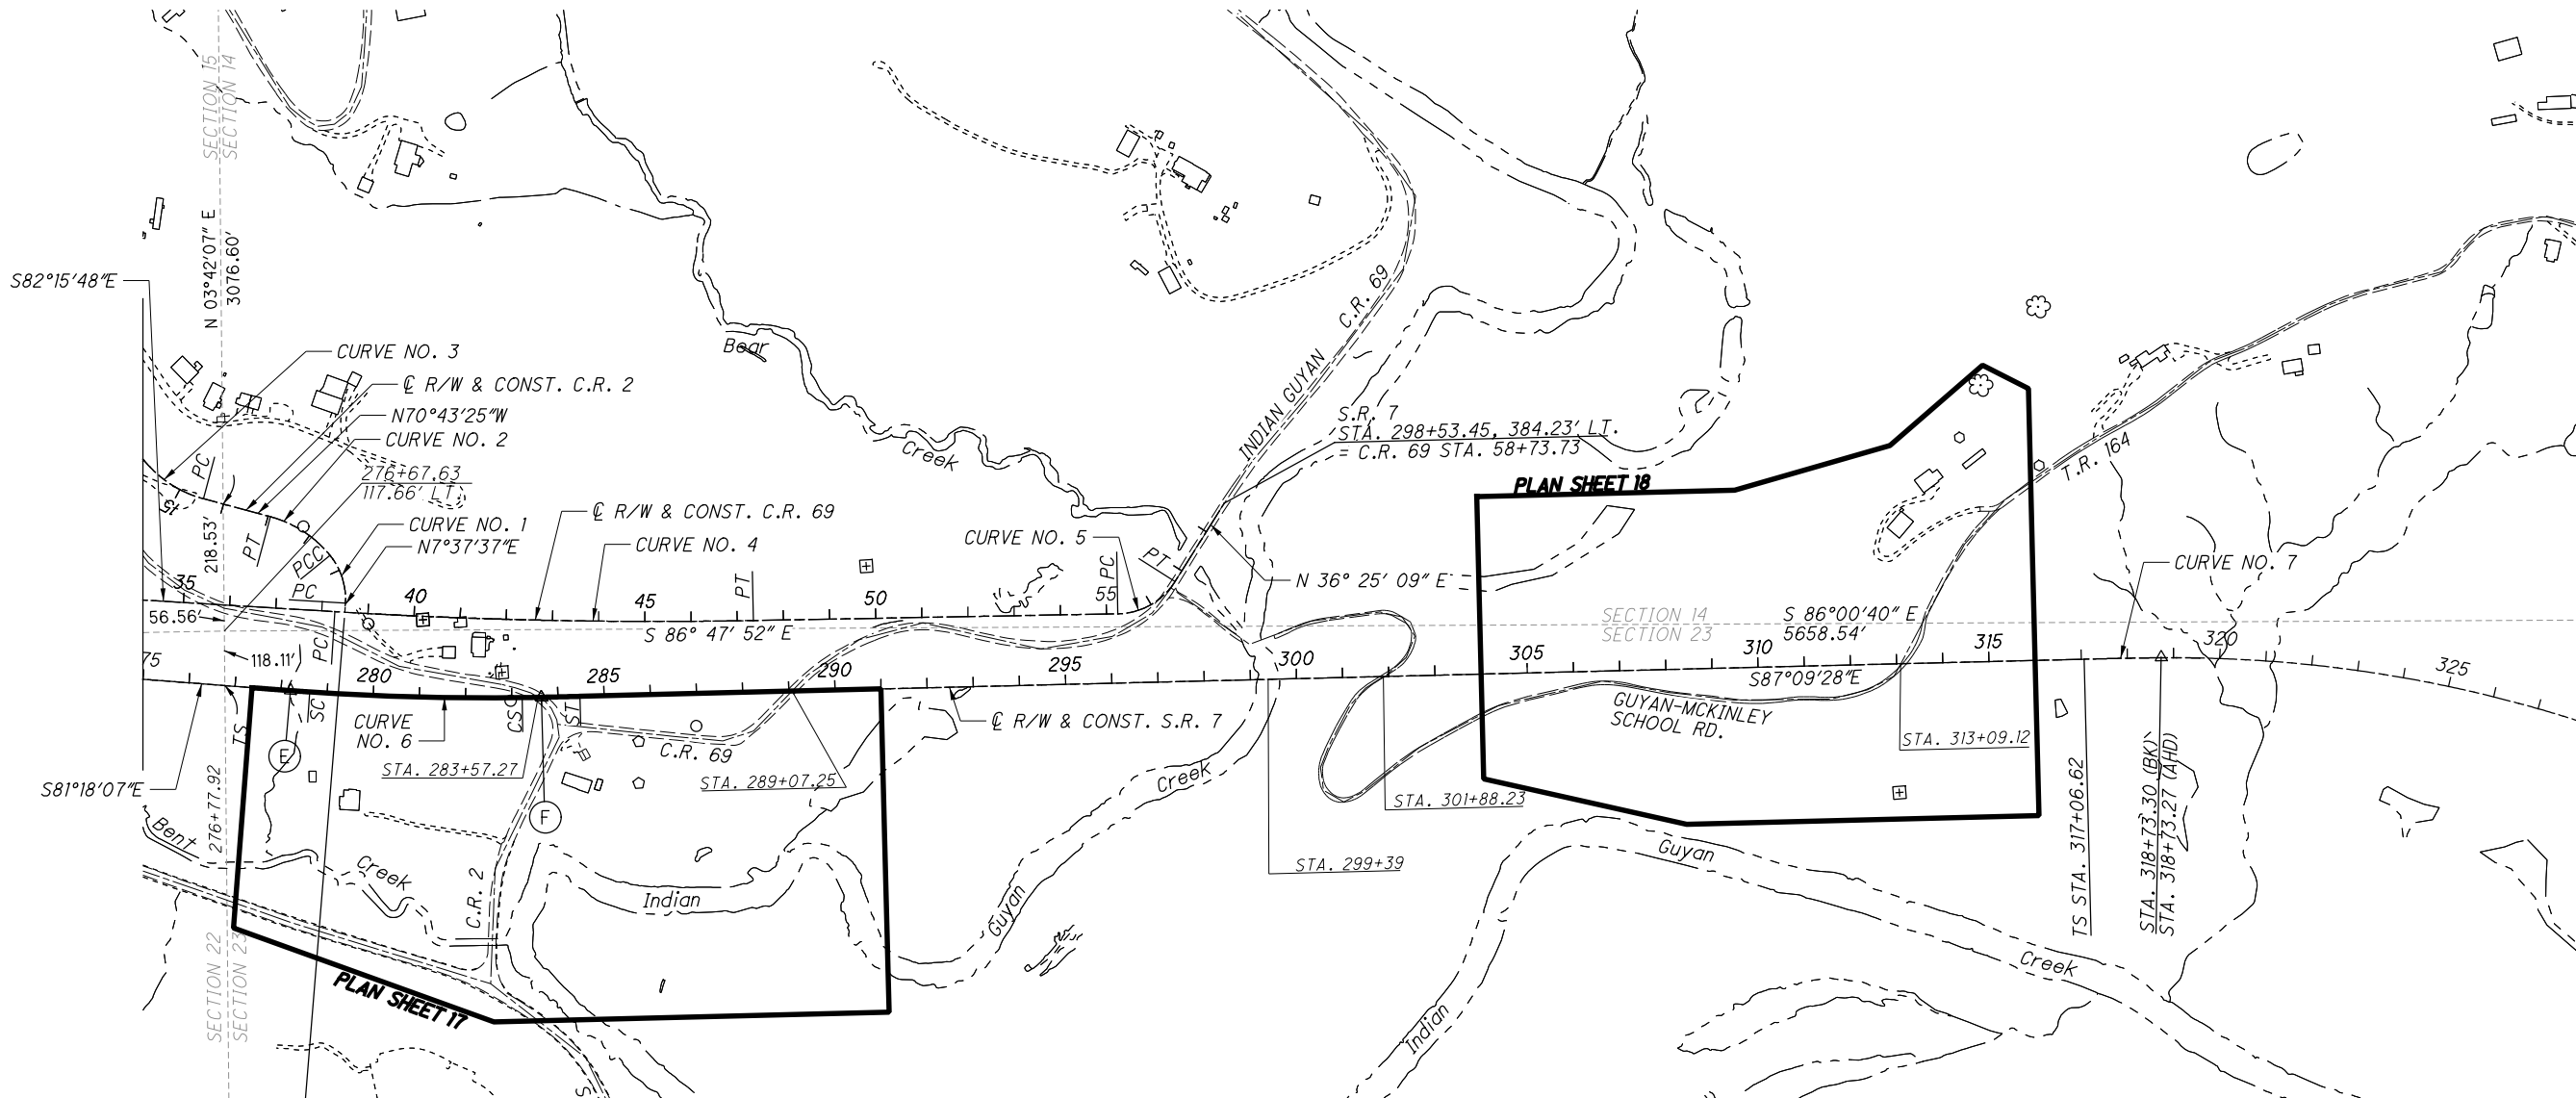 SECTION 15
SECTION 14
N 03°42'07" E
3076.60'
S82°15'48"E
CURVE NO. 3
℄ R/W & CONST. C.R. 2
N70°43'25"W
CURVE NO. 2
276+67.63
117.66' LT.
CURVE NO. 1
N7°37'37"E
PC
15
218.53'
PT
PCC
PC
35
40
45
50
55
56.56'
118.11'
PC
Bear
Creek
℄ R/W & CONST. C.R. 69
CURVE NO. 4
PT
CURVE NO. 5
PC
PT
S 86° 47' 52" E
INDIAN GUYAN
C.R. 69
S.R. 7
STA. 298+53.45, 384.23' LT.
= C.R. 69 STA. 58+73.73
N 36° 25' 09" E
PLAN SHEET 18
SECTION 14
SECTION 23
S 86°00'40" E
5658.54'
S87°09'28"E
T.R. 164
CURVE NO. 7
75
280
285
290
295
300
305
310
315
320
325
TS
SC
CS
ST
E
F
CURVE
NO. 6
STA. 283+57.27
C.R. 69
STA. 289+07.25
℄ R/W & CONST. S.R. 7
GUYAN-MCKINLEY
SCHOOL RD.
STA. 313+09.12
STA. 301+88.23
STA. 299+39
TS STA. 317+06.62
STA. 318+73.30 (BK)
STA. 318+73.27 (AHD)
S81°18'07"E
276+77.92
Bent
Creek
C.R. 2
Indian
Guyan
Creek
Guyan
Creek
Indian
SECTION 22
SECTION 23
PLAN SHEET 17
S